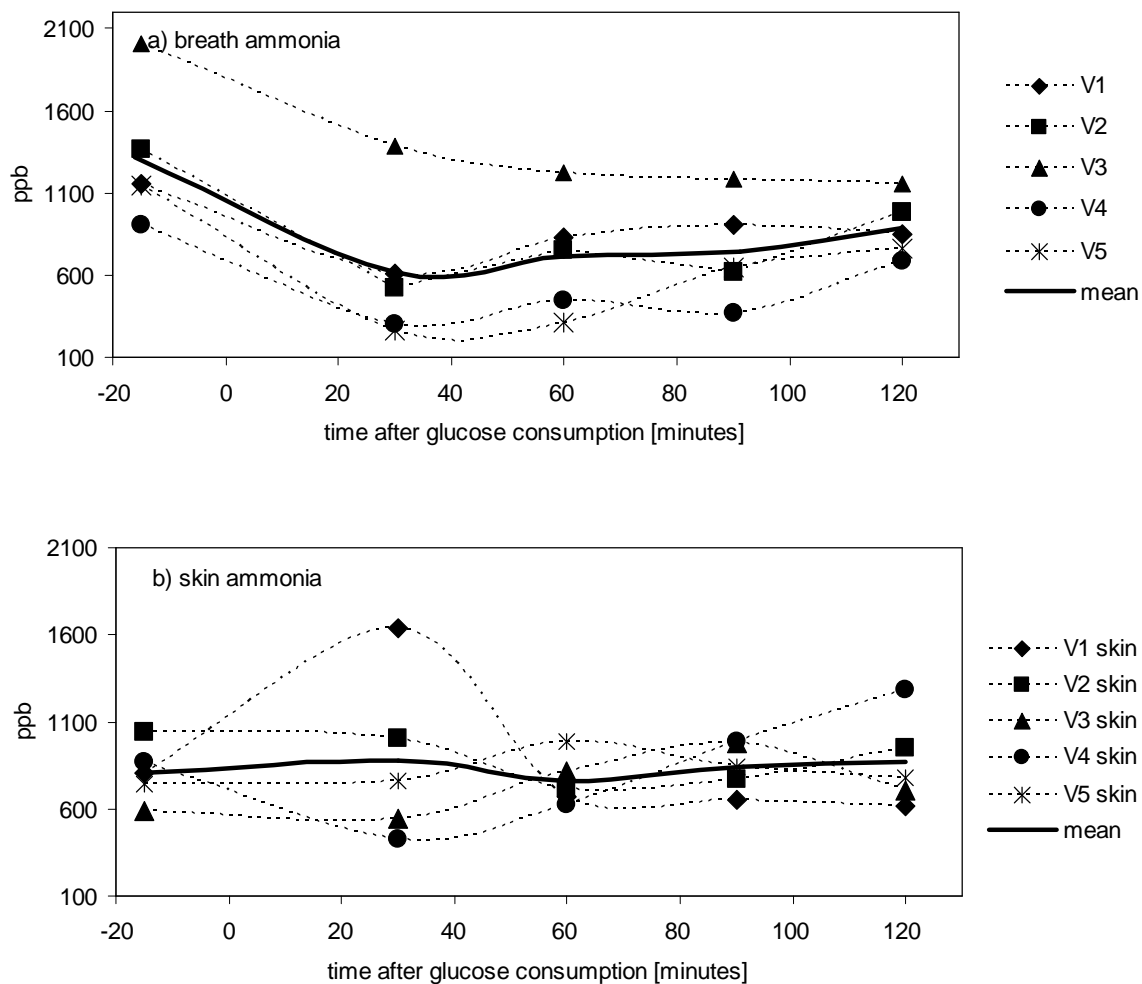 2100
a) breath ammonia
1600
1100
600
100
ppb
-20 0 20 40 60 80 100 120
time after glucose consumption [minutes]
V1
V2
V3
V4
V5
mean
2100
b) skin ammonia
1600
1100
600
100
ppb
-20 0 20 40 60 80 100 120
time after glucose consumption [minutes]
V1 skin
V2 skin
V3 skin
V4 skin
V5 skin
mean